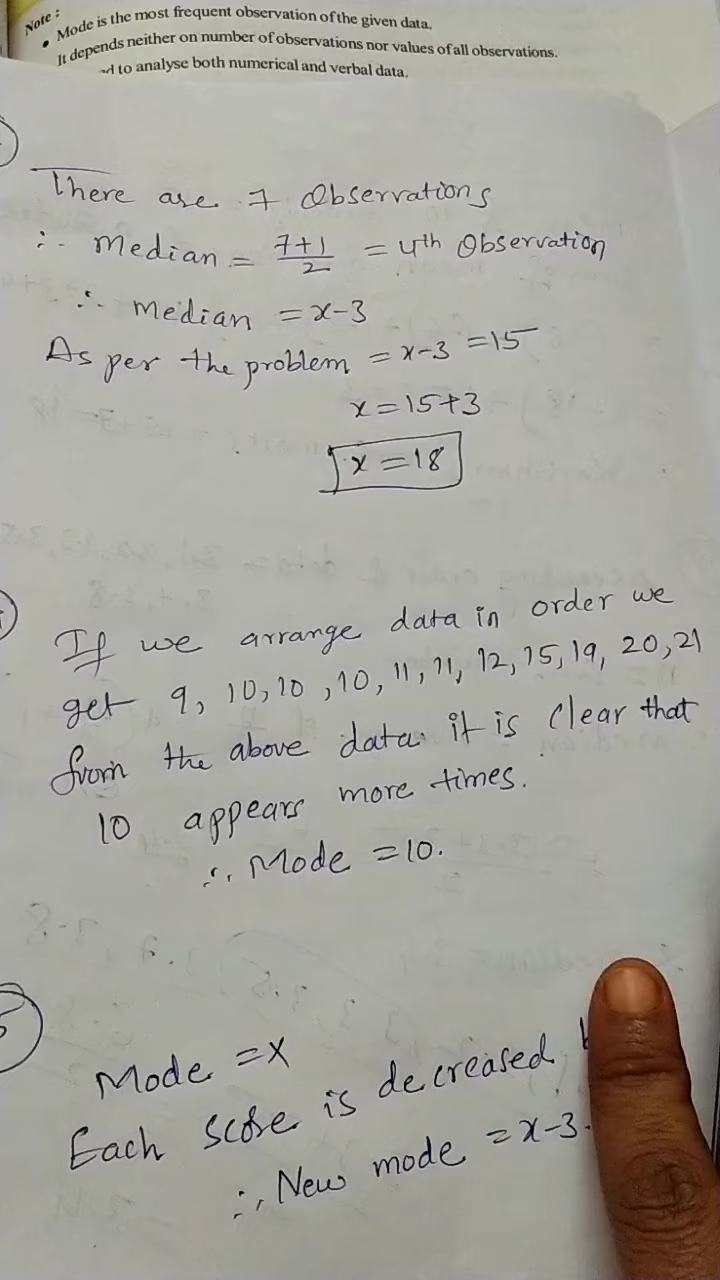 Note :
• Mode is the most frequent observation of the given data.
It depends neither on number of observations nor values of all observations.
to analyse both numerical and verbal data.
There are 7 Observations
∴ Median = 7+1/2 = 4th Observation
∴ median = x-3
As per the problem = x-3 = 15
x = 15+3
x = 18
If we arrange data in order we
get 9, 10, 10, 10, 11, 11, 12, 15, 19, 20, 21
from the above data it is clear that
10 appears more times.
∴ Mode = 10.
Mode = x
Each score is decreased
∴ New mode = x-3.